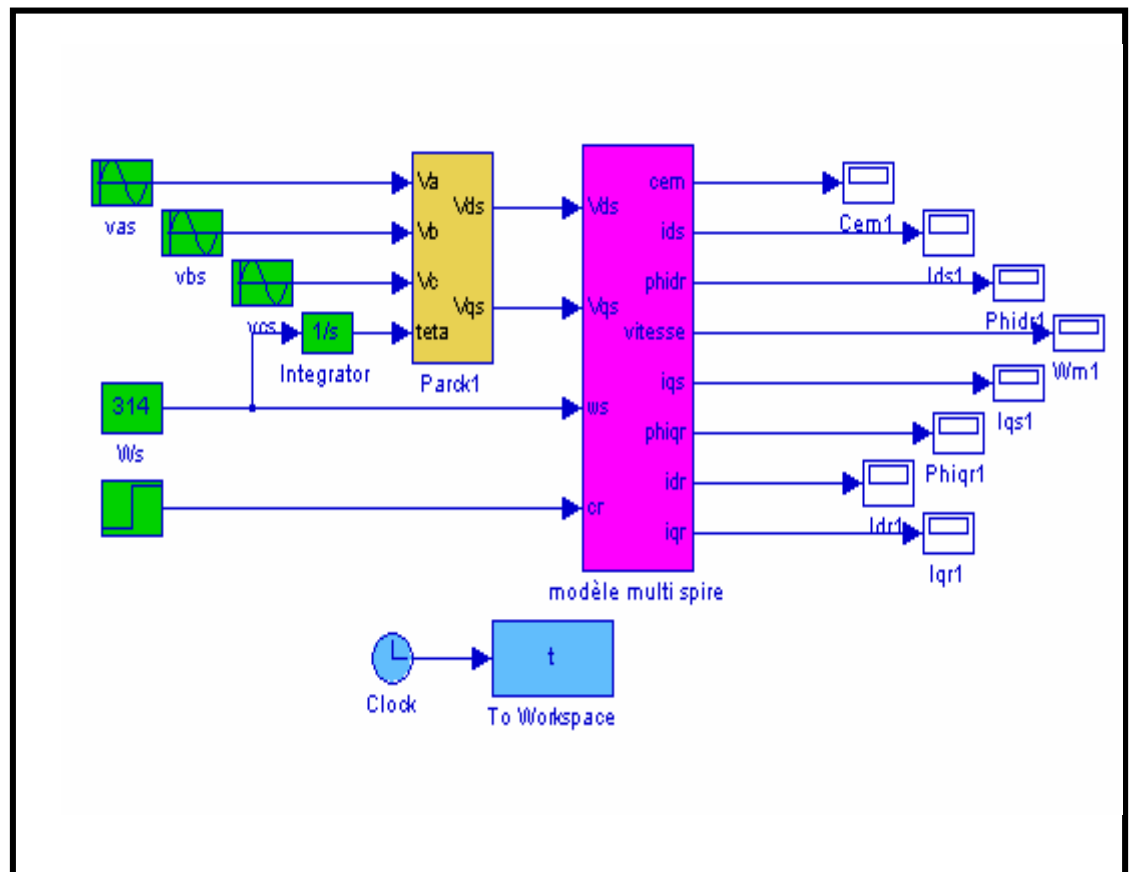 vas
vbs
vcs
1/s
Integrator
314
Ws
Va
Vb
Vc
teta
Vds
Vqs
Parck1
Vds
Vqs
ws
cr
cem
ids
phidr
vitesse
iqs
phiqr
idr
iqr
modèle multi spire
Cem1
Ids1
Phidr1
Wm1
Iqs1
Phiqr1
Idr1
Iqr1
Clock
t
To Workspace